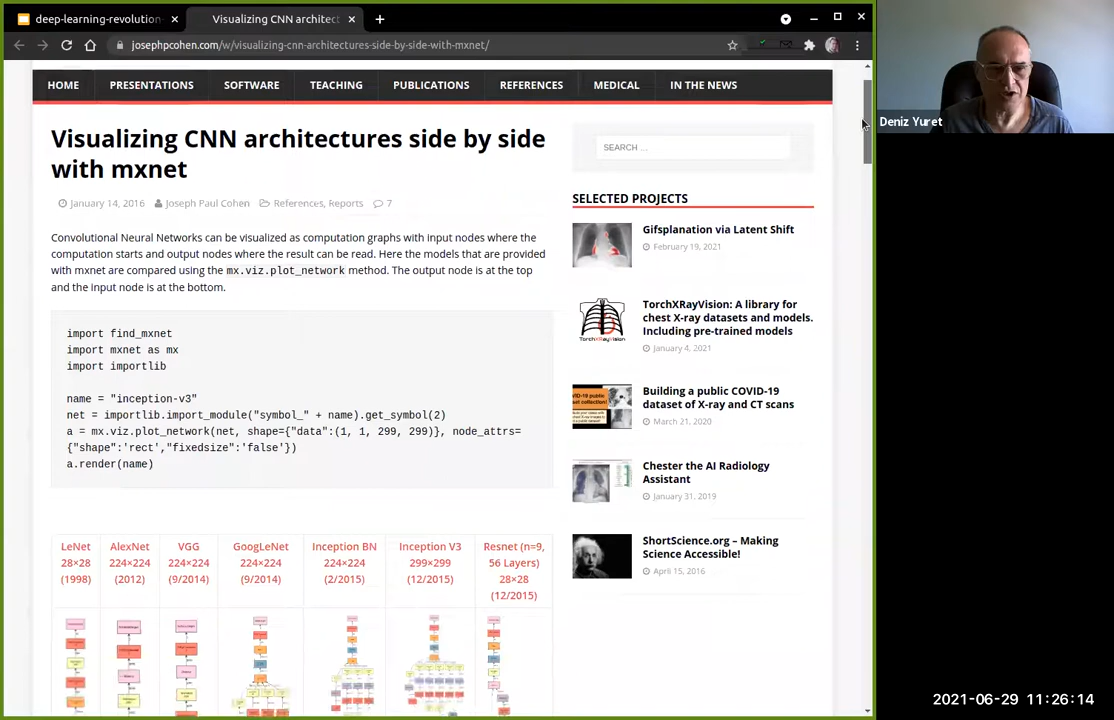 deep-learning-revolution-
Visualizing CNN architect
josephpcohen.com/w/visualizing-cnn-architectures-side-by-side-with-mxnet/
HOME PRESENTATIONS SOFTWARE TEACHING PUBLICATIONS REFERENCES MEDICAL IN THE NEWS
Visualizing CNN architectures side by side
with mxnet
January 14, 2016 Joseph Paul Cohen References, Reports 7
Convolutional Neural Networks can be visualized as computation graphs with input nodes where the
computation starts and output nodes where the result can be read. Here the models that are provided
with mxnet are compared using the mx.viz.plot_network method. The output node is at the top
and the input node is at the bottom.
import find_mxnet
import mxnet as mx
import importlib
name = "inception-v3"
net = importlib.import_module("symbol_" + name).get_symbol(2)
a = mx.viz.plot_network(net, shape={"data":(1, 1, 299, 299)}, node_attrs=
{"shape":'rect',"fixedsize":'false'})
a.render(name)
LeNet
28×28
(1998)
AlexNet
224×224
(2012)
VGG
224×224
(9/2014)
GoogLeNet
224×224
(9/2014)
Inception BN
224×224
(2/2015)
Inception V3
299×299
(12/2015)
Resnet (n=9,
56 Layers)
28×28
(12/2015)
SEARCH …
SELECTED PROJECTS
Gifsplanation via Latent Shift
February 19, 2021
TorchXRayVision: A library for
chest X-ray datasets and models.
Including pre-trained models
January 4, 2021
TorchXRayVision
Building a public COVID-19
dataset of X-ray and CT scans
March 21, 2020
Chester the AI Radiology
Assistant
January 31, 2019
ShortScience.org – Making
Science Accessible!
April 15, 2016
Deniz Yuret
2021-06-29 11:26:14